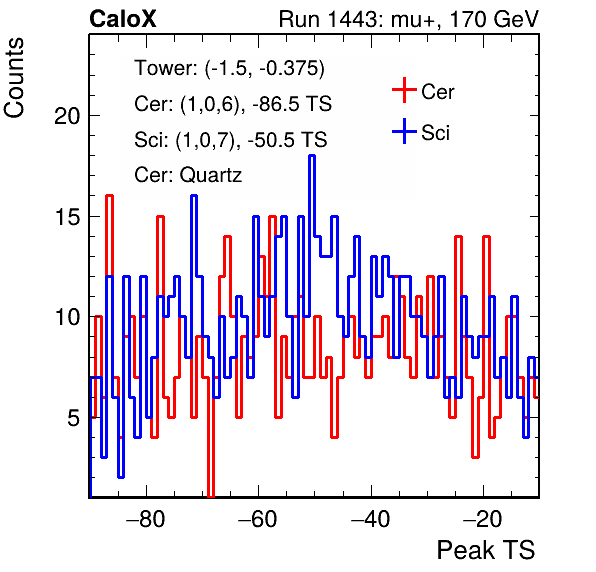 CaloX Run 1443: mu+, 170 GeV
Counts
Tower: (-1.5, -0.375)
Cer: (1,0,6), -86.5 TS
Sci: (1,0,7), -50.5 TS
Cer: Quartz
Cer
Sci
20
15
10
5
−80 −60 −40 −20
Peak TS